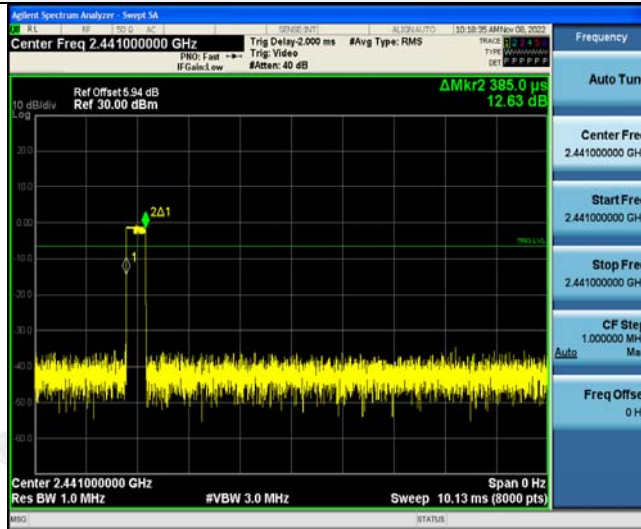 Agilent Spectrum Analyzer - Swept SA
RL RF 50 Ω AC SENSE:INT ALIGN AUTO 10:18:35 AM Nov 08, 2022
Center Freq 2.441000000 GHz
PNO: Fast
IFGain:Low
Trig Delay-2.000 ms
Trig: Video
#Atten: 40 dB
#Avg Type: RMS
TRACE 1 2 3 4 5 6
TYPE
DET P P P P P P
ΔMkr2 385.0 μs
12.63 dB
Ref Offset 5.94 dB
10 dB/div Ref 30.00 dBm
Log
20.0
10.0
0.00
-10.0
-20.0
-30.0
-40.0
-50.0
-60.0
2Δ1
1
TRIG LVL
Center 2.441000000 GHz
Span 0 Hz
Res BW 1.0 MHz
#VBW 3.0 MHz
Sweep 10.13 ms (8000 pts)
MSG
STATUS
Frequency
Auto Tun
Center Fre
2.441000000 GH
Start Fre
2.441000000 GH
Stop Fre
2.441000000 GH
CF Ste
1.000000 MH
Auto Ma
Freq Offse
0 H